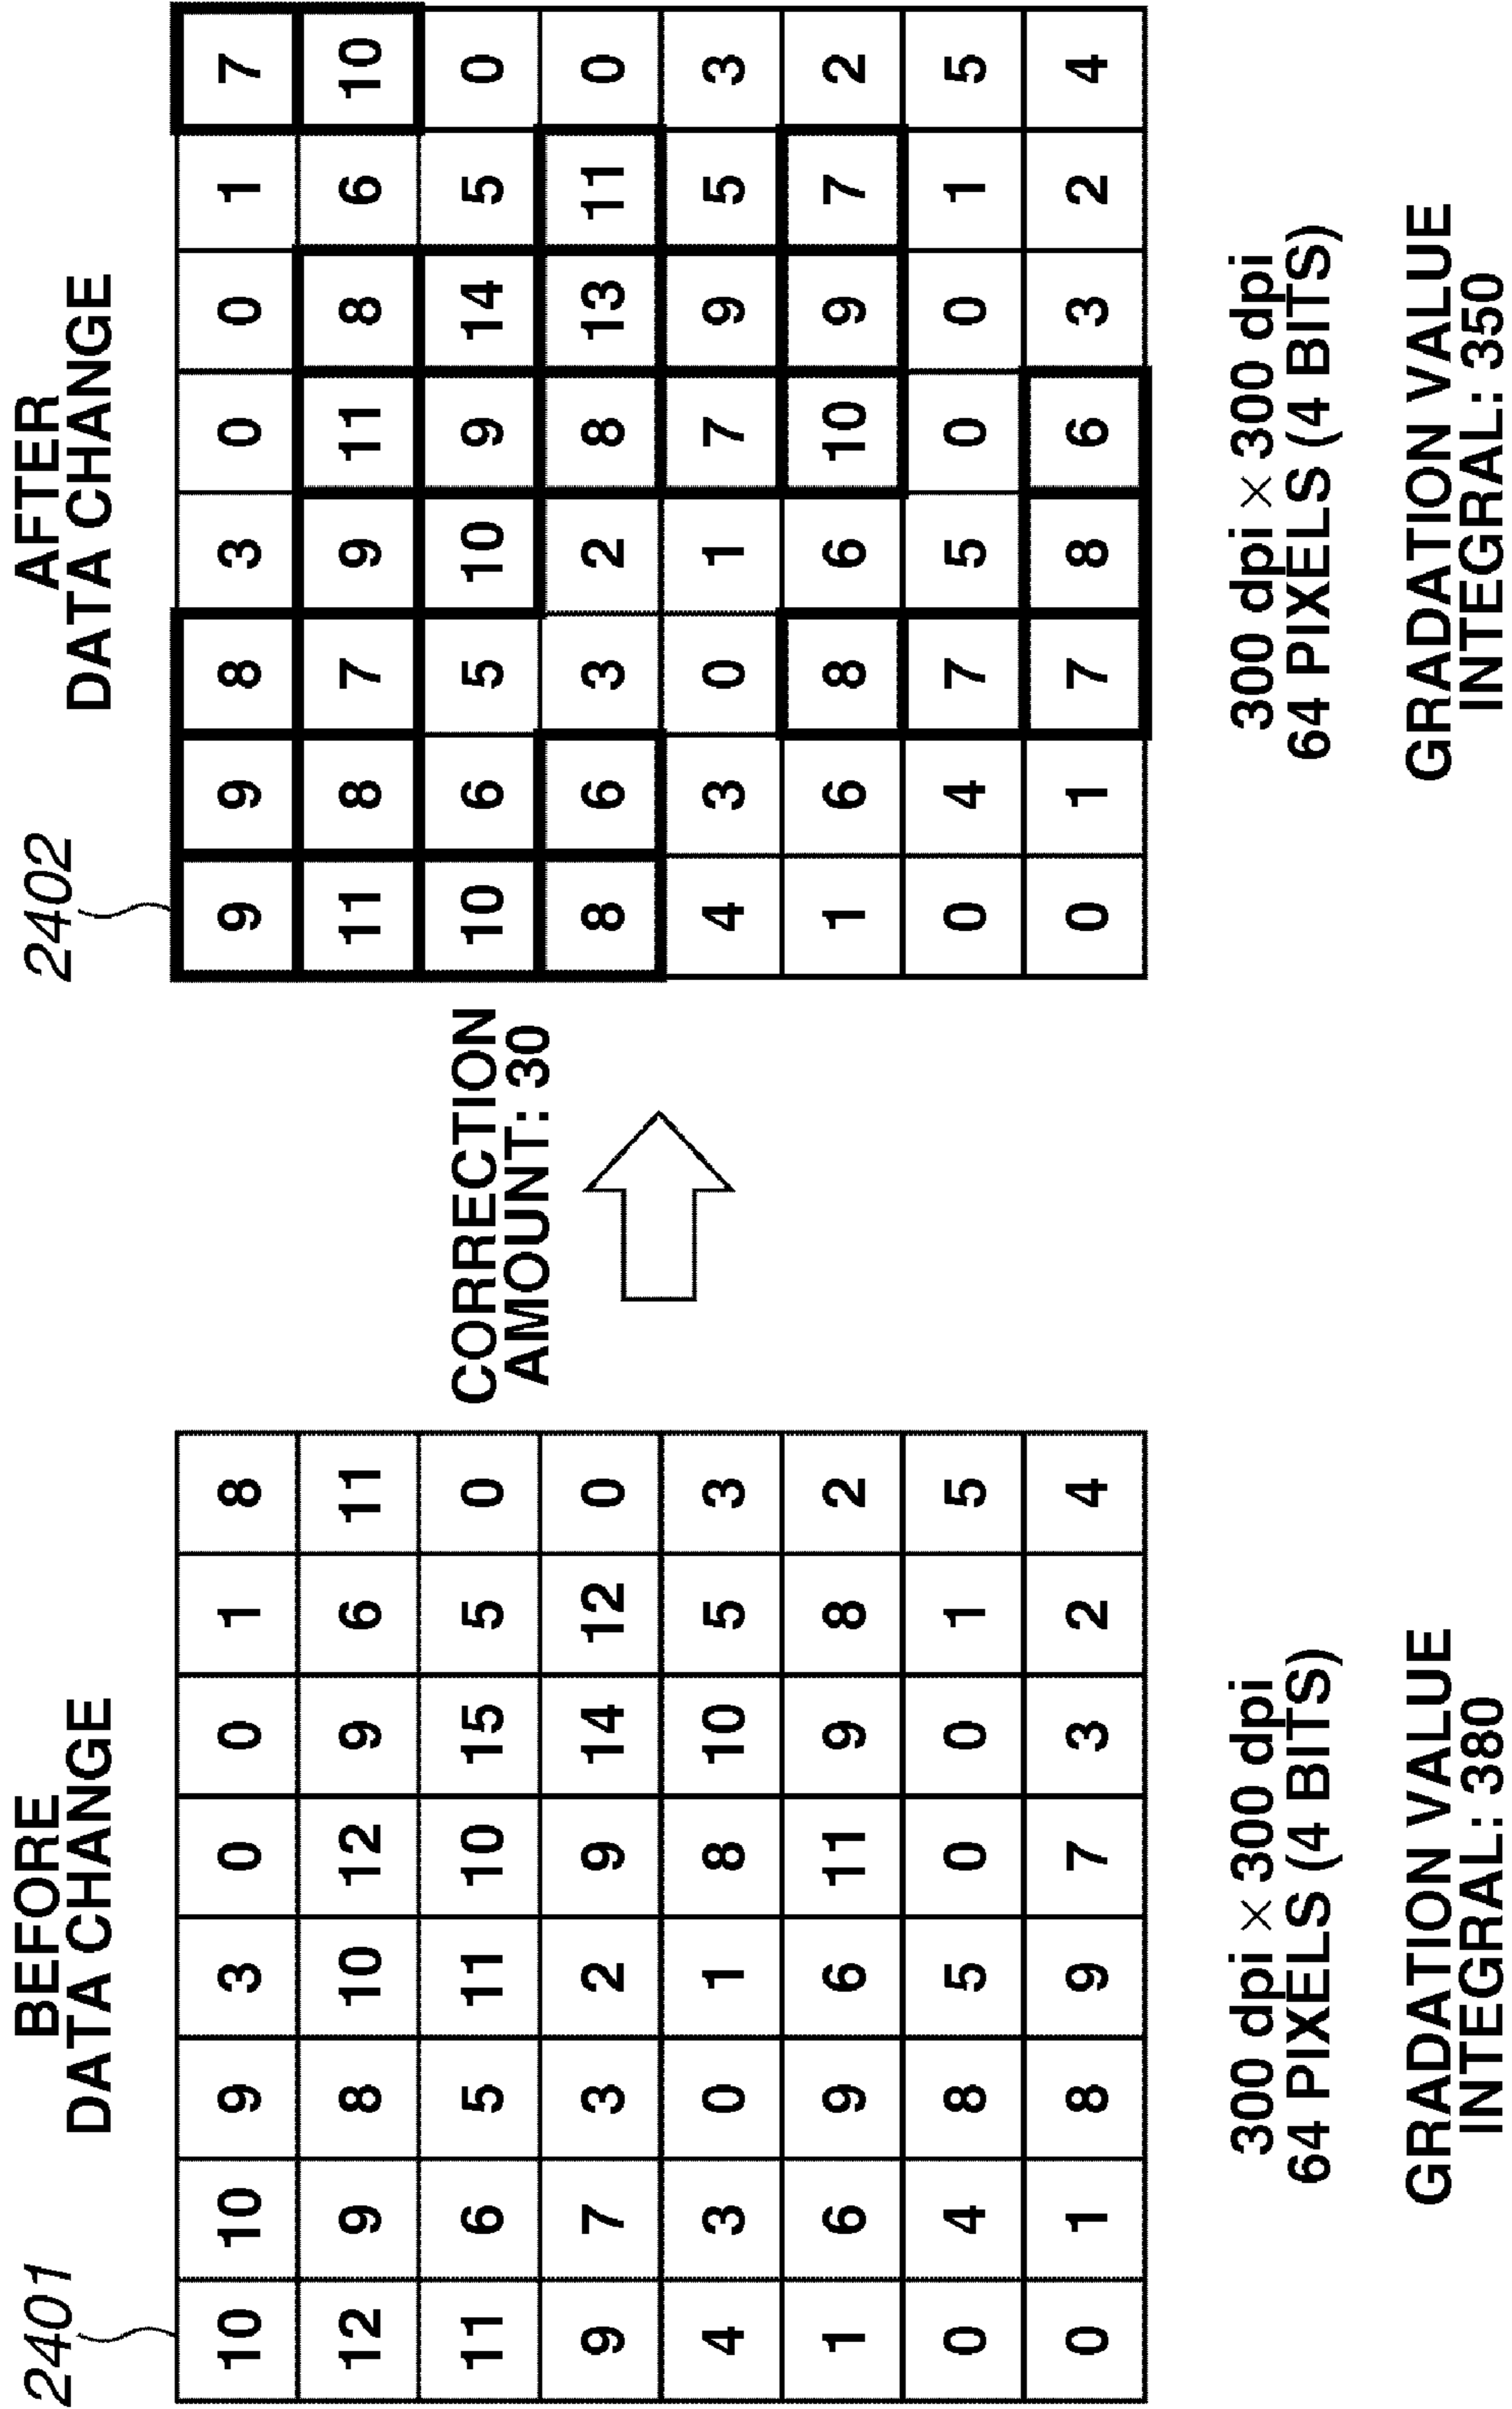 2401
BEFORE
DATA CHANGE
10 10 9 3 0 0 1 8
12 9 8 10 12 9 6 11
11 6 5 11 10 15 5 0
9 7 3 2 9 14 12 0
4 3 0 1 8 10 5 3
1 6 9 6 11 9 8 2
0 4 8 5 0 0 1 5
0 1 8 9 7 3 2 4
300 dpi × 300 dpi
64 PIXELS (4 BITS)
GRADATION VALUE
INTEGRAL: 380
CORRECTION
AMOUNT: 30
2402
AFTER
DATA CHANGE
9 9 8 3 0 0 1 7
11 8 7 9 11 8 6 10
10 6 5 10 9 14 5 0
8 6 3 2 8 13 11 0
4 3 0 1 7 9 5 3
1 6 8 6 10 9 7 2
0 4 7 5 0 0 1 5
0 1 7 8 6 3 2 4
300 dpi × 300 dpi
64 PIXELS (4 BITS)
GRADATION VALUE
INTEGRAL: 350